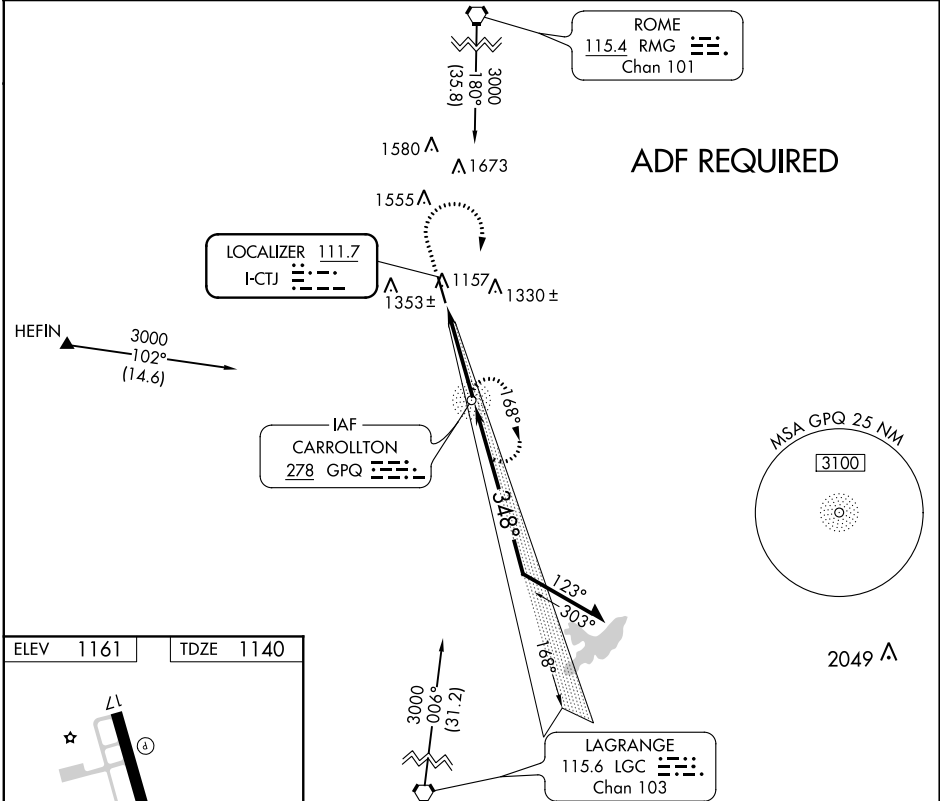 ROME
115.4 RMG
Chan 101
3000
180°
(35.8)
ADF REQUIRED
1580
1673
1555
LOCALIZER 111.7
I-CTJ
1353 ±
1157
1330 ±
HEFIN
3000
102°
(14.6)
IAF
CARROLLTON
278 GPQ
168°
MSA GPQ 25 NM
3100
348°
123°
303°
168°
2049
ELEV 1161
TDZE 1140
17
P
3000
006°
(31.2)
LAGRANGE
115.6 LGC
Chan 103